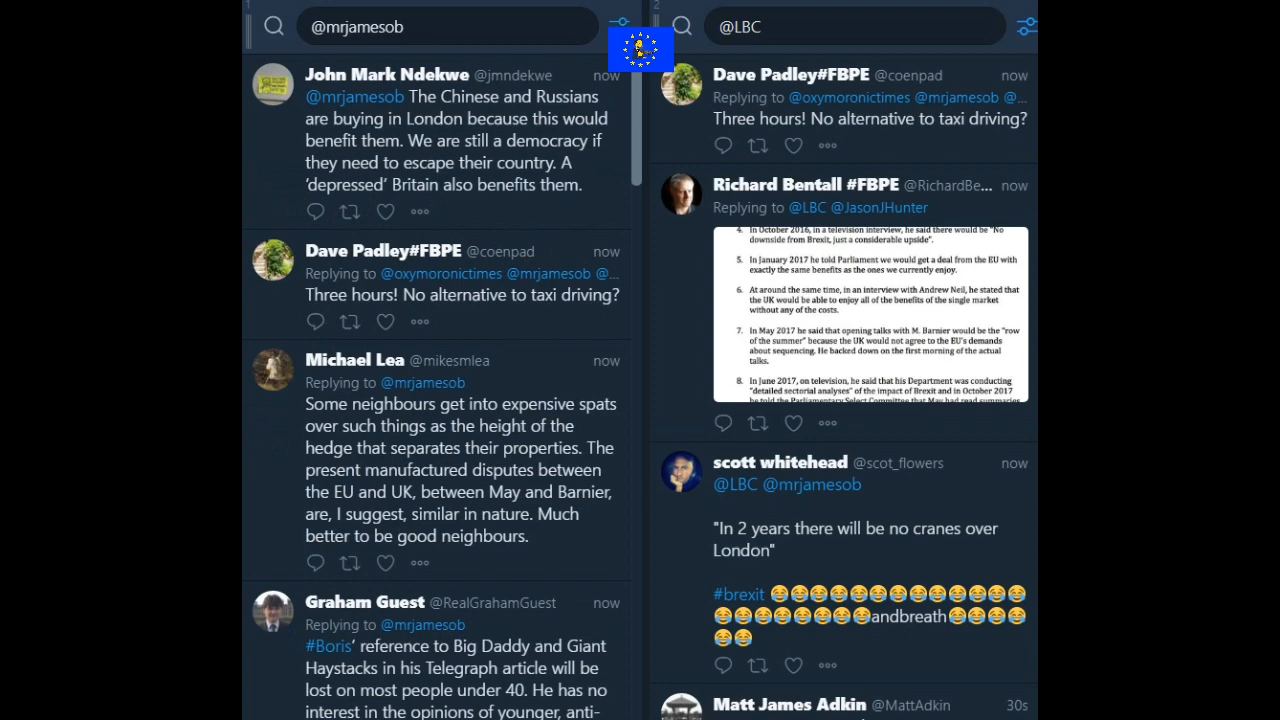 1
@mrjamesob
John Mark Ndekwe @jmndekwe now
@mrjamesob The Chinese and Russians
are buying in London because this would
benefit them. We are still a democracy if
they need to escape their country. A
‘depressed’ Britain also benefits them.
Dave Padley#FBPE @coenpad now
Replying to @oxymoronictimes @mrjamesob @...
Three hours! No alternative to taxi driving?
Michael Lea @mikesmlea now
Replying to @mrjamesob
Some neighbours get into expensive spats
over such things as the height of the
hedge that separates their properties. The
present manufactured disputes between
the EU and UK, between May and Barnier,
are, I suggest, similar in nature. Much
better to be good neighbours.
Graham Guest @RealGrahamGuest now
Replying to @mrjamesob
#Boris‘ reference to Big Daddy and Giant
Haystacks in his Telegraph article will be
lost on most people under 40. He has no
interest in the opinions of younger, anti-
2
@LBC
Dave Padley#FBPE @coenpad now
Replying to @oxymoronictimes @mrjamesob @...
Three hours! No alternative to taxi driving?
Richard Bentall #FBPE @RichardBe... now
Replying to @LBC @JasonJHunter
4. In October 2016, in a television interview, he said there would be "No
downside from Brexit, just a considerable upside".
5. In January 2017 he told Parliament we would get a deal from the EU with
exactly the same benefits as the ones we currently enjoy.
6. At around the same time, in an interview with Andrew Neil, he stated that
the UK would be able to enjoy all of the benefits of the single market
without any of the costs.
7. In May 2017 he said that opening talks with M. Barnier would be the "row
of the summer" because the UK would not agree to the EU's demands
about sequencing. He backed down on the first morning of the actual
talks.
8. In June 2017, on television, he said that his Department was conducting
"detailed sectorial analyses" of the impact of Brexit and in October 2017
he told the Parliamentary Select Committee that May had read summaries
scott whitehead @scot_flowers now
@LBC @mrjamesob
"In 2 years there will be no cranes over
London"
#brexit 😂😂😂😂😂😂😂😂😂😂😂😂😂
😂😂😂😂😂😂😂😂andbreath😂😂😂😂
😂😂
Matt James Adkin @MattAdkin 30s